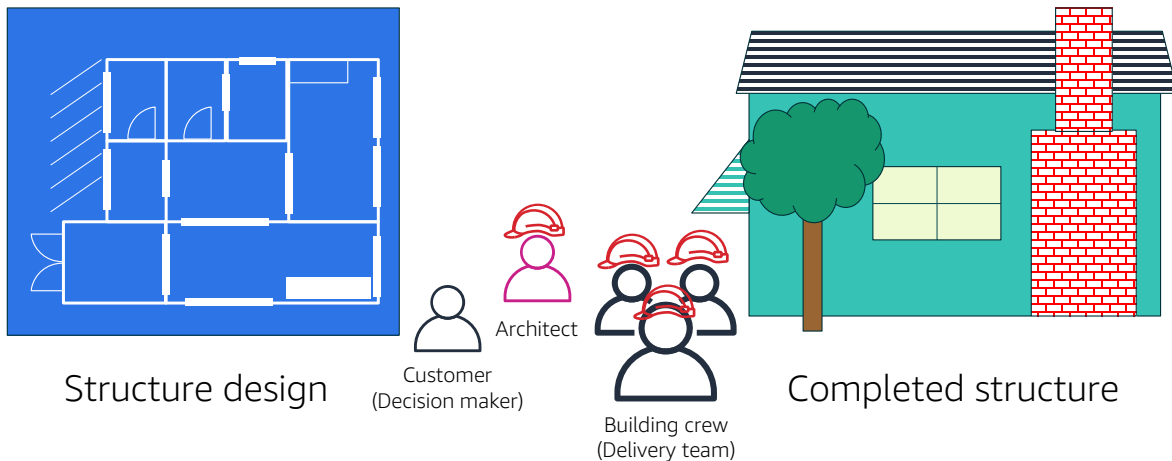 Structure design
Customer
(Decision maker)
Architect
Building crew
(Delivery team)
Completed structure